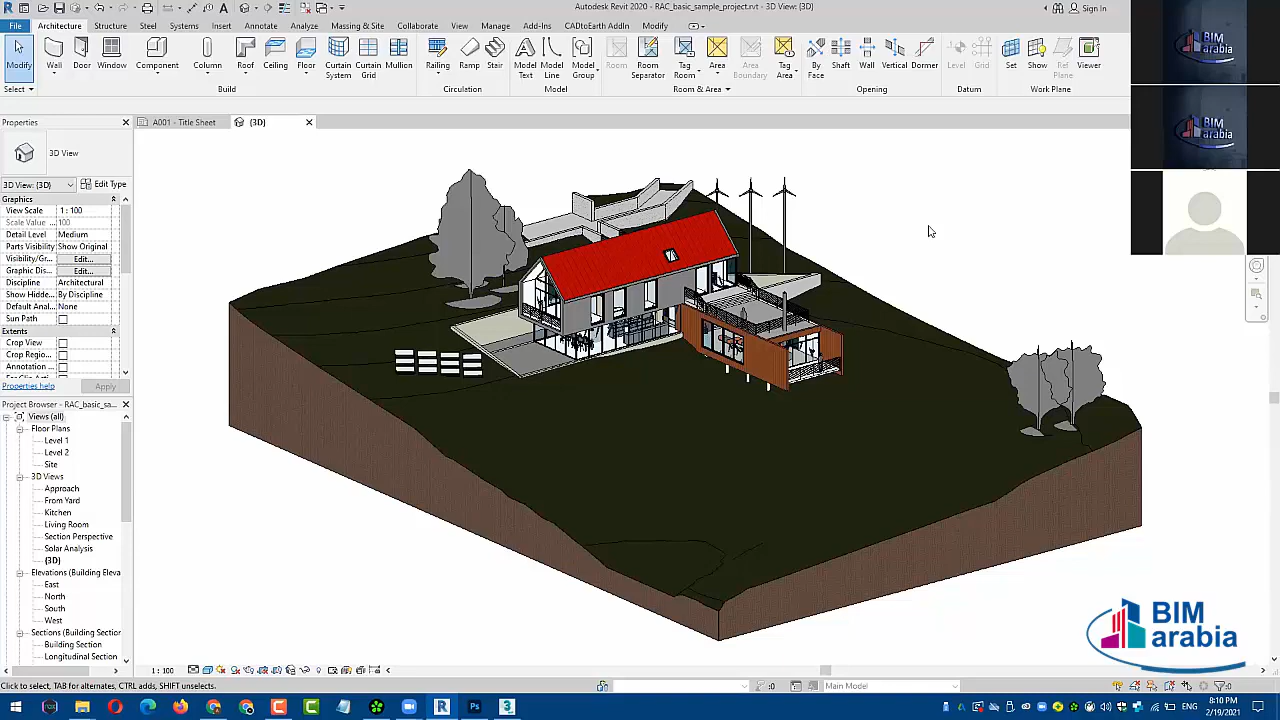 Autodesk Revit 2020 - RAC_basic_sample_project.rvt - 3D View: {3D}
Sign In
File Architecture Structure Steel Systems Insert Annotate Analyze Massing & Site Collaborate View Manage Add-Ins CADtoEarth AddIn Modify
Modify Wall Door Window Component Column Roof Ceiling Floor Curtain System Curtain Grid Mullion Railing Ramp Stair Model Text Model Line Model Group Room Room Separator Tag Room Area Area Boundary Tag Area By Face Shaft Wall Vertical Dormer Level Grid Set Show Ref Plane Viewer
Select Build Circulation Model Room & Area Opening Datum Work Plane
BIM
arabia
BIM
arabia
Properties
A001 - Title Sheet
{3D}
3D View
3D View: {3D} Edit Type
Graphics
View Scale 1 : 100
Scale Value 100
Detail Level Medium
Parts Visibility Show Original
Visibility/Gr... Edit...
Graphic Dis... Edit...
Discipline Architectural
Show Hidde... By Discipline
Default Anal... None
Sun Path
Extents
Crop View
Crop Regio...
Annotation ...
Properties help Apply
Project Browser - RAC_basic_sa...
Views (all)
Floor Plans
Level 1
Level 2
Site
3D Views
Approach
From Yard
Kitchen
Living Room
Section Perspective
Solar Analysis
{3D}
Elevations (Building Eleva
East
North
South
West
Sections (Building Section
Building Section
Longitudinal Section
BIM
arabia
1 : 100
Click to select, TAB for alternates, CTRL adds, SHIFT unselects.
:0
Main Model
:0
ENG
8:10 PM
2/19/2021